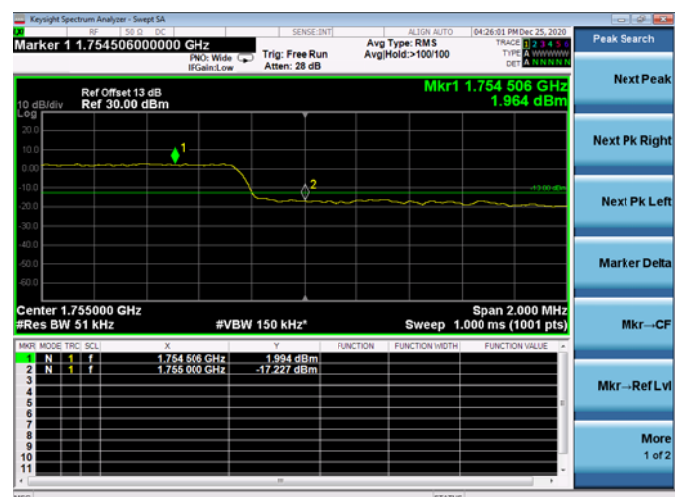 Keysight Spectrum Analyzer - Swept SA
RF 50 Ω DC SENSE:INT ALIGN AUTO 04:26:01 PM Dec 25, 2020
Marker 1 1.754506000000 GHz
PNO: Wide
IFGain:Low
Trig: Free Run
Atten: 28 dB
Avg Type: RMS
Avg|Hold:>100/100
TRACE 1 2 3 4 5 6
TYPE A WWWWW
DET A N N N N N
Peak Search
Next Peak
Next Pk Right
Next Pk Left
Marker Delta
Mkr→CF
Mkr→Ref Lvl
More
1 of 2
Mkr1 1.754 506 GHz
1.964 dBm
Ref Offset 13 dB
10 dB/div Ref 30.00 dBm
Log
20.0
10.0
0.00
-10.0
-20.0
-30.0
-40.0
-50.0
-60.0
1
2
-13.00 dBm
Center 1.755000 GHz Span 2.000 MHz
#Res BW 51 kHz #VBW 150 kHz* Sweep 1.000 ms (1001 pts)
MKR MODE TRC SCL X Y FUNCTION FUNCTION WIDTH FUNCTION VALUE
1 N 1 f 1.754 506 GHz 1.994 dBm
2 N 1 f 1.755 000 GHz -17.227 dBm
3
4
5
6
7
8
9
10
11
MSG STATUS